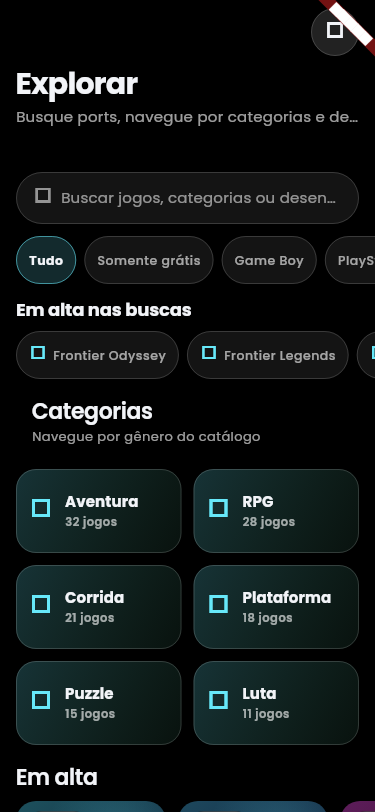 Explorar
Busque ports, navegue por categorias e de...
Buscar jogos, categorias ou desen...
Tudo
Somente grátis
Game Boy
PlayS
Em alta nas buscas
Frontier Odyssey
Frontier Legends
Categorias
Navegue por gênero do catálogo
Aventura
32 jogos
RPG
28 jogos
Corrida
21 jogos
Plataforma
18 jogos
Puzzle
15 jogos
Luta
11 jogos
Em alta